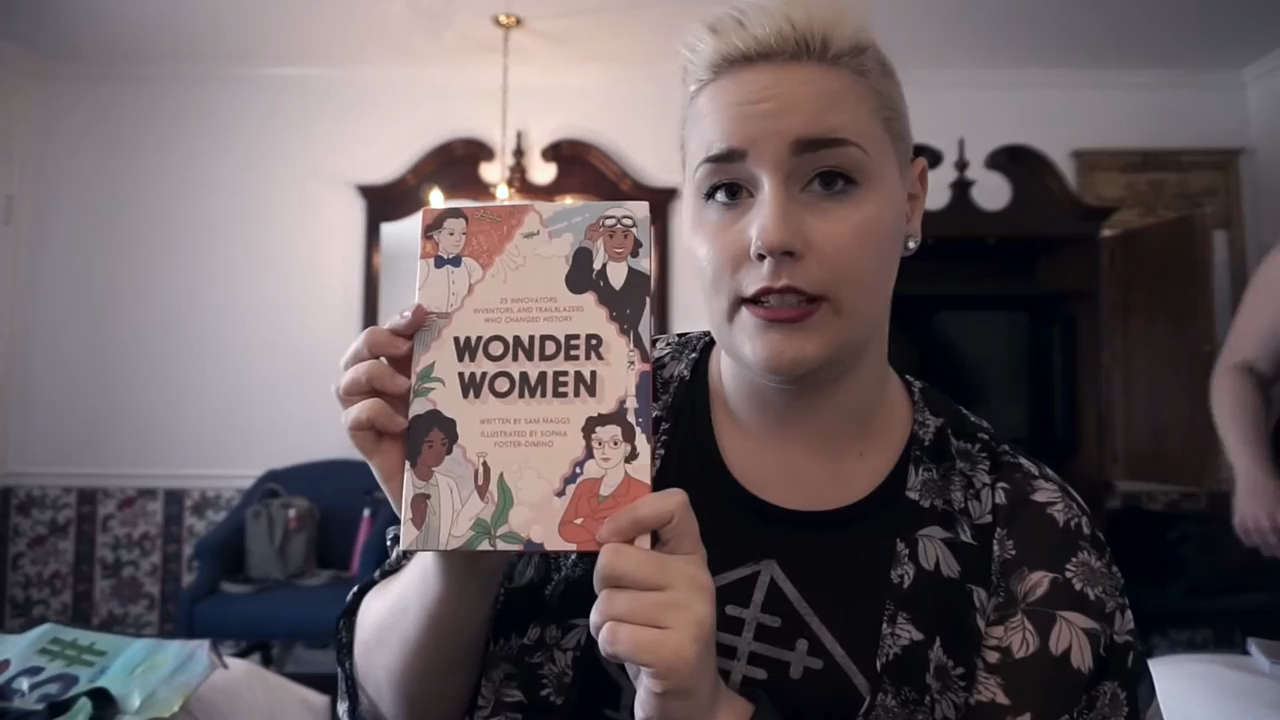 25 INNOVATORS,
INVENTORS, AND TRAILBLAZERS
WHO CHANGED HISTORY
WONDER
WOMEN
WRITTEN BY SAM MAGGS
ILLUSTRATED BY SOPHIA
FOSTER-DIMINO